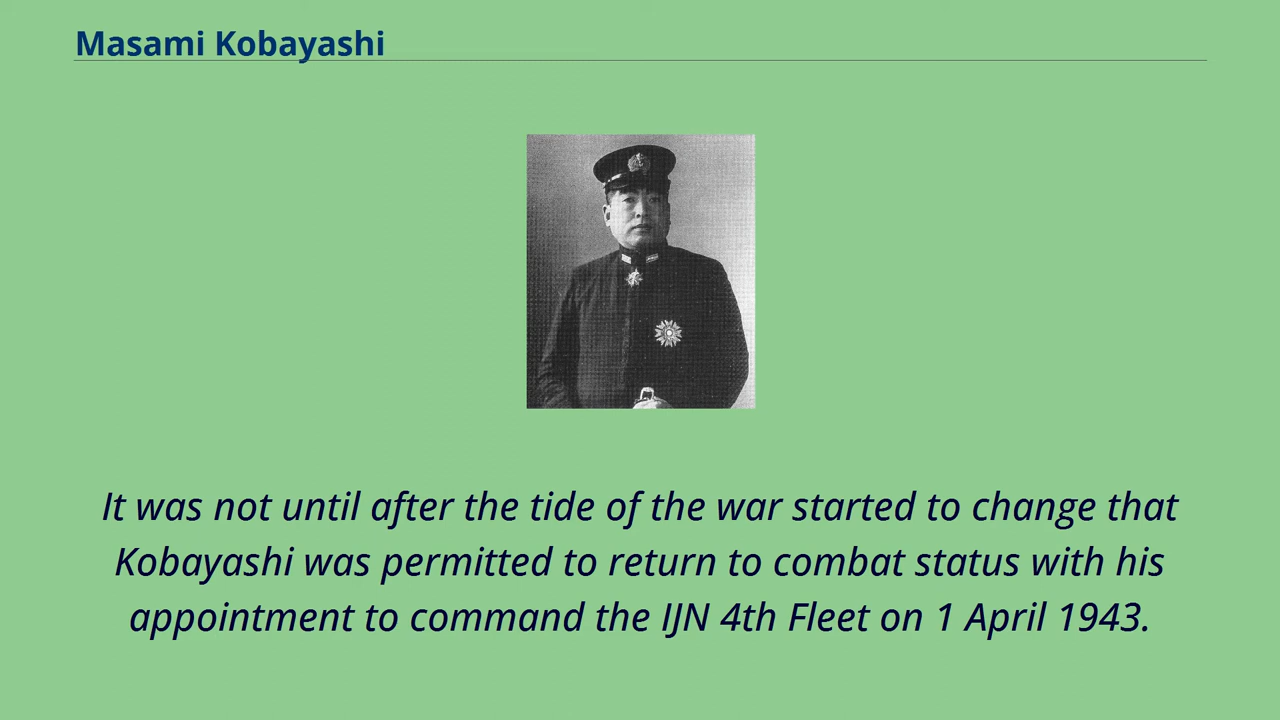 Masami Kobayashi
It was not until after the tide of the war started to change that
Kobayashi was permitted to return to combat status with his
appointment to command the IJN 4th Fleet on 1 April 1943.